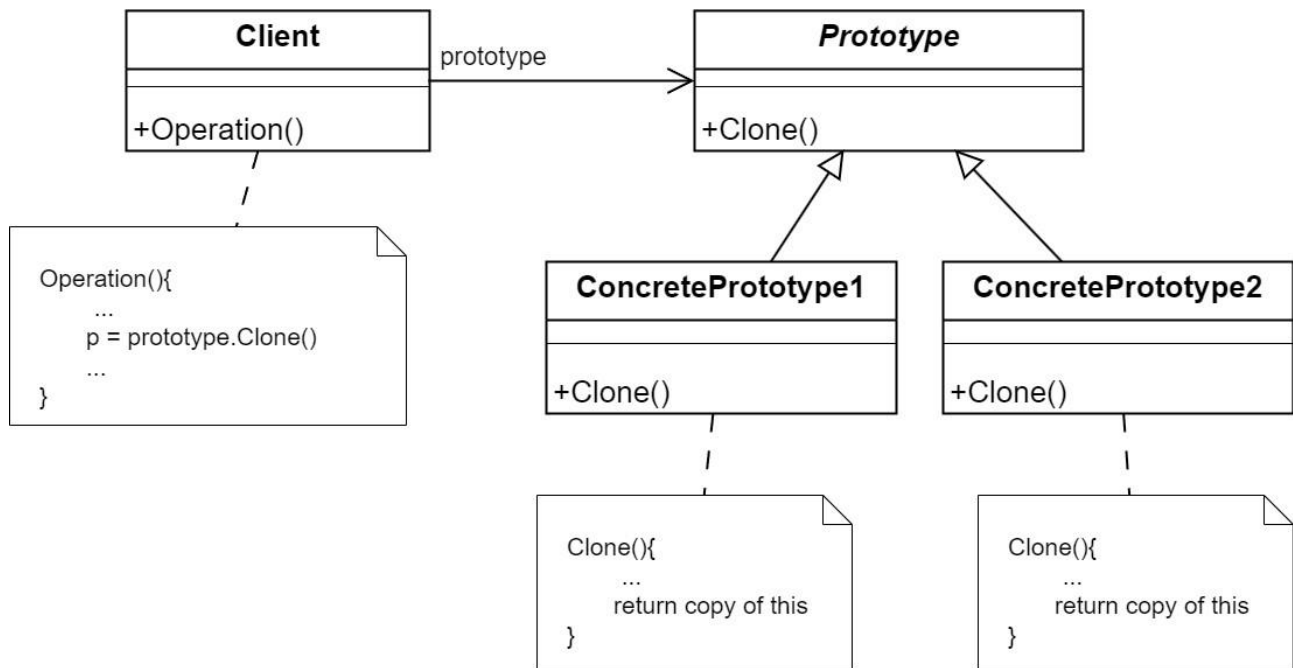 Client
+Operation()
prototype
Prototype
+Clone()
Operation(){
...
p = prototype.Clone()
...
}
ConcretePrototype1
+Clone()
ConcretePrototype2
+Clone()
Clone(){
...
return copy of this
}
Clone(){
...
return copy of this
}